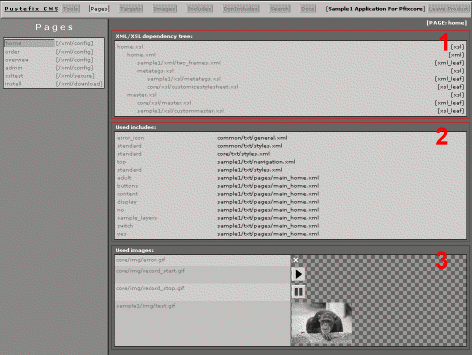 Pustefix CMS Tools [Pages] Targets Images Includes DocIncludes Search Docs [Sample1 Application For Pfixcore] Leave Project
Pages
[PAGE: home]
home [/xml/config]
order [/xml/config]
overview [/xml/config]
admin [/xml/config]
ssltest [/xml/secure]
install [/xml/download]
1
XML/XSL dependency tree:
home.xsl [xsl]
home.xml [xml_leaf]
sample1/xml/two_frames.xml [xml_leaf]
metatags.xsl [xsl]
sample1/xsl/metatags.xsl [xsl_leaf]
core/xsl/customizestylesheet.xsl [xsl_leaf]
master.xsl [xsl]
core/xsl/master.xsl [xsl_leaf]
sample1/xsl/custommaster.xsl [xsl_leaf]
2
Used includes:
error_icon common/txt/general.xml
standard common/txt/styles.xml
standard core/txt/styles.xml
top sample1/txt/navigation.xml
standard sample1/txt/styles.xml
adult sample1/txt/pages/main_home.xml
buttons sample1/txt/pages/main_home.xml
content sample1/txt/pages/main_home.xml
display sample1/txt/pages/main_home.xml
no sample1/txt/pages/main_home.xml
sample_layers sample1/txt/pages/main_home.xml
switch sample1/txt/pages/main_home.xml
yes sample1/txt/pages/main_home.xml
3
Used images:
core/img/error.gif
core/img/record_start.gif
core/img/record_stop.gif
sample1/img/test.gif